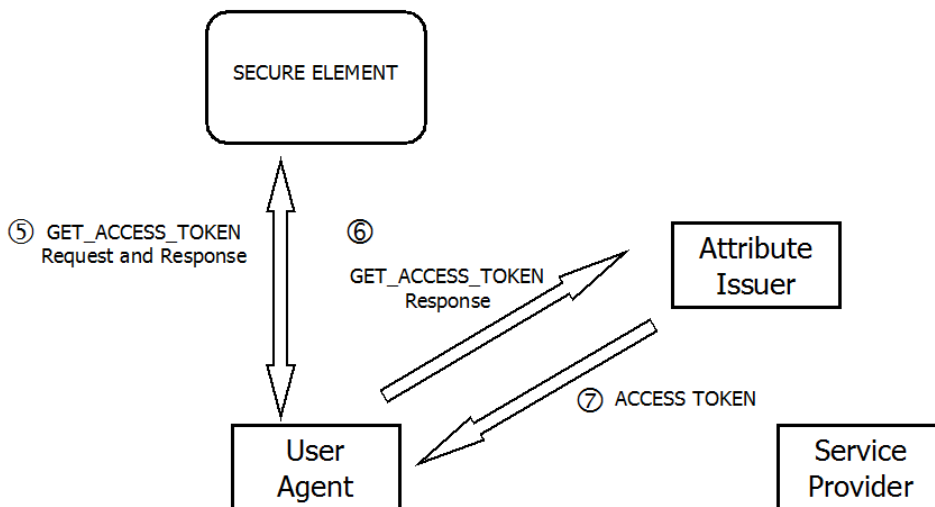 SECURE ELEMENT
⑤ GET_ACCESS_TOKEN
Request and Response
⑥
GET_ACCESS_TOKEN
Response
Attribute
Issuer
⑦ ACCESS TOKEN
User
Agent
Service
Provider